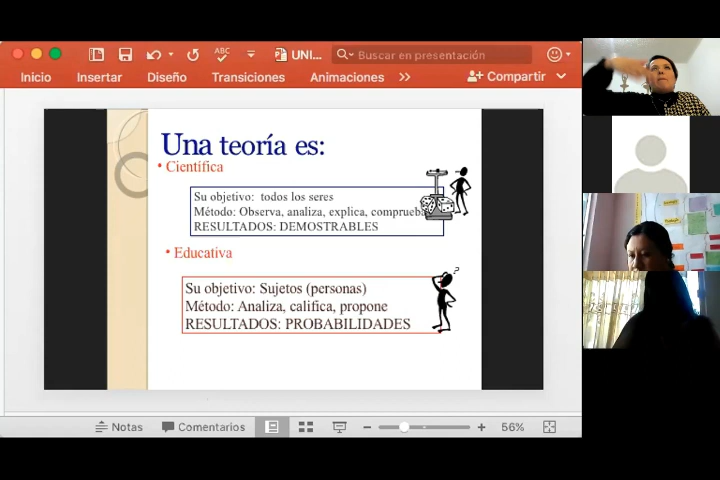 ABC
UNI...
Buscar en presentación
Inicio
Insertar
Diseño
Transiciones
Animaciones
Compartir
Una teoría es:
• Científica
Su objetivo: todos los seres
Método: Observa, analiza, explica, comprueba
RESULTADOS: DEMOSTRABLES
• Educativa
?
Su objetivo: Sujetos (personas)
Método: Analiza, califica, propone
RESULTADOS: PROBABILIDADES
Notas
Comentarios
56%